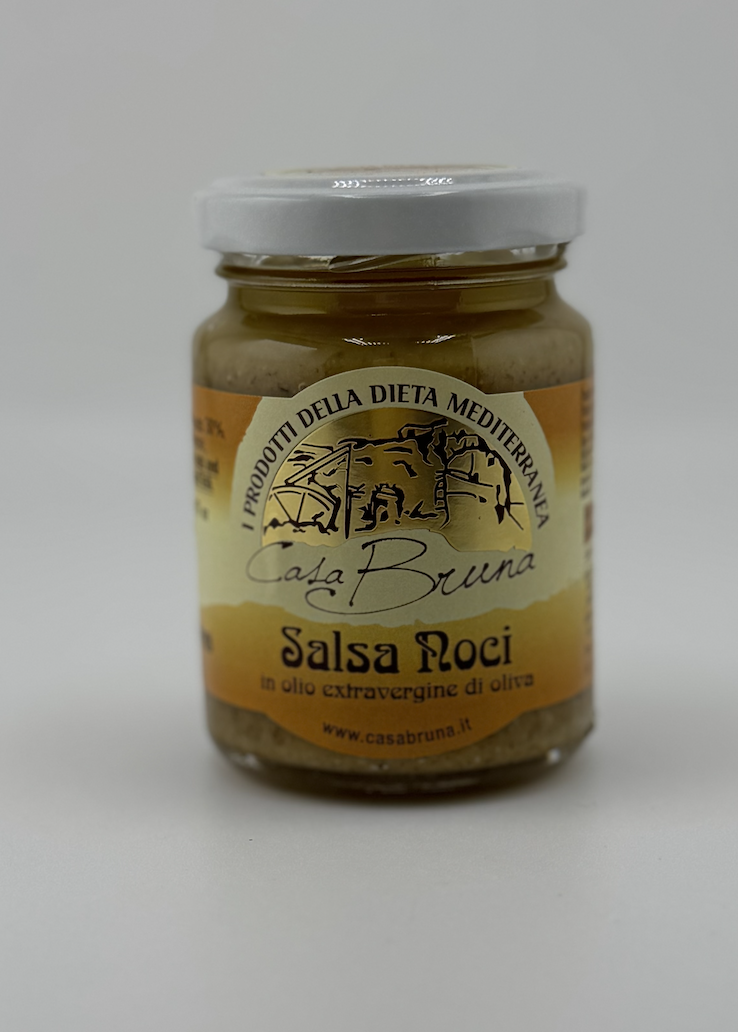 I PRODOTTI DELLA DIETA MEDITERRANEA
Casa Bruna
Salsa Noci
in olio extravergine di oliva
www.casabruna.it